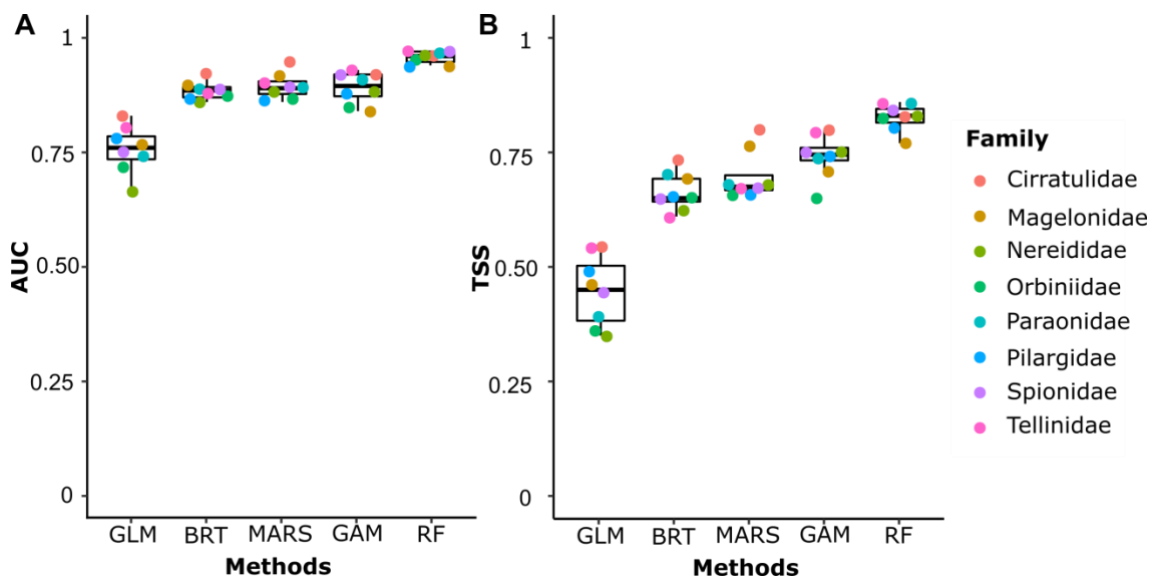 A
1
0.75
0.50
0.25
0
AUC
GLM BRT MARS GAM RF
Methods
B
1
0.75
0.50
0.25
0
TSS
GLM BRT MARS GAM RF
Methods
Family
Cirratulidae
Magelonidae
Nereididae
Orbiniidae
Paraonidae
Pilargidae
Spionidae
Tellinidae